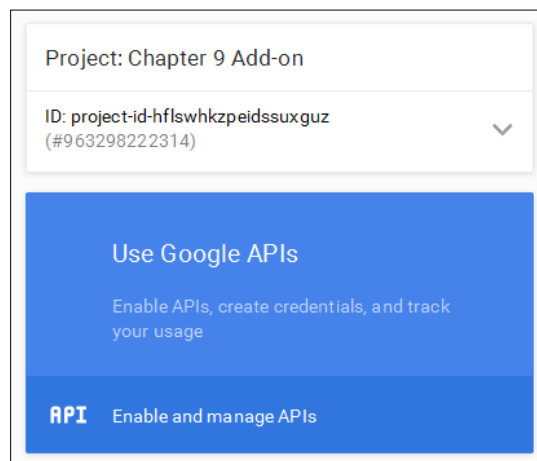 Project: Chapter 9 Add-on
ID: project-id-hflswhkzpeidssuxguz
(#963298222314)
Use Google APIs
Enable APIs, create credentials, and track
your usage
API Enable and manage APIs